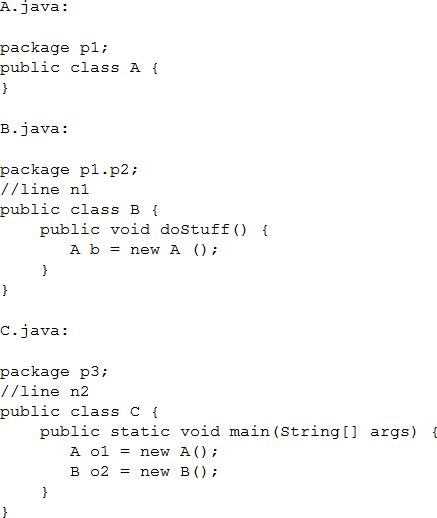 A.java:
package p1;
public class A {
}
B.java:
package p1.p2;
//line n1
public class B {
    public void doStuff() {
       A b = new A ();
    }
}
C.java:
package p3;
//line n2
public class C {
    public static void main(String[] args) {
       A o1 = new A();
       B o2 = new B();
    }
}